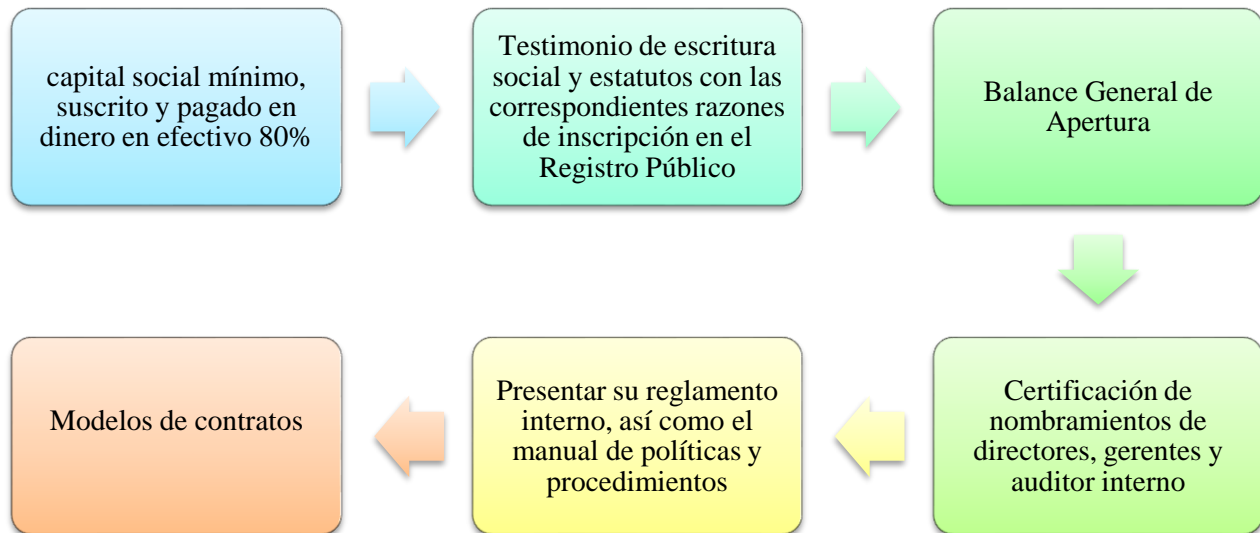 capital social mínimo,
suscrito y pagado en
dinero en efectivo 80%
Testimonio de escritura
social y estatutos con las
correspondientes razones
de inscripción en el
Registro Público
Balance General de
Apertura
Certificación de
nombramientos de
directores, gerentes y
auditor interno
Presentar su reglamento
interno, así como el
manual de políticas y
procedimientos
Modelos de contratos